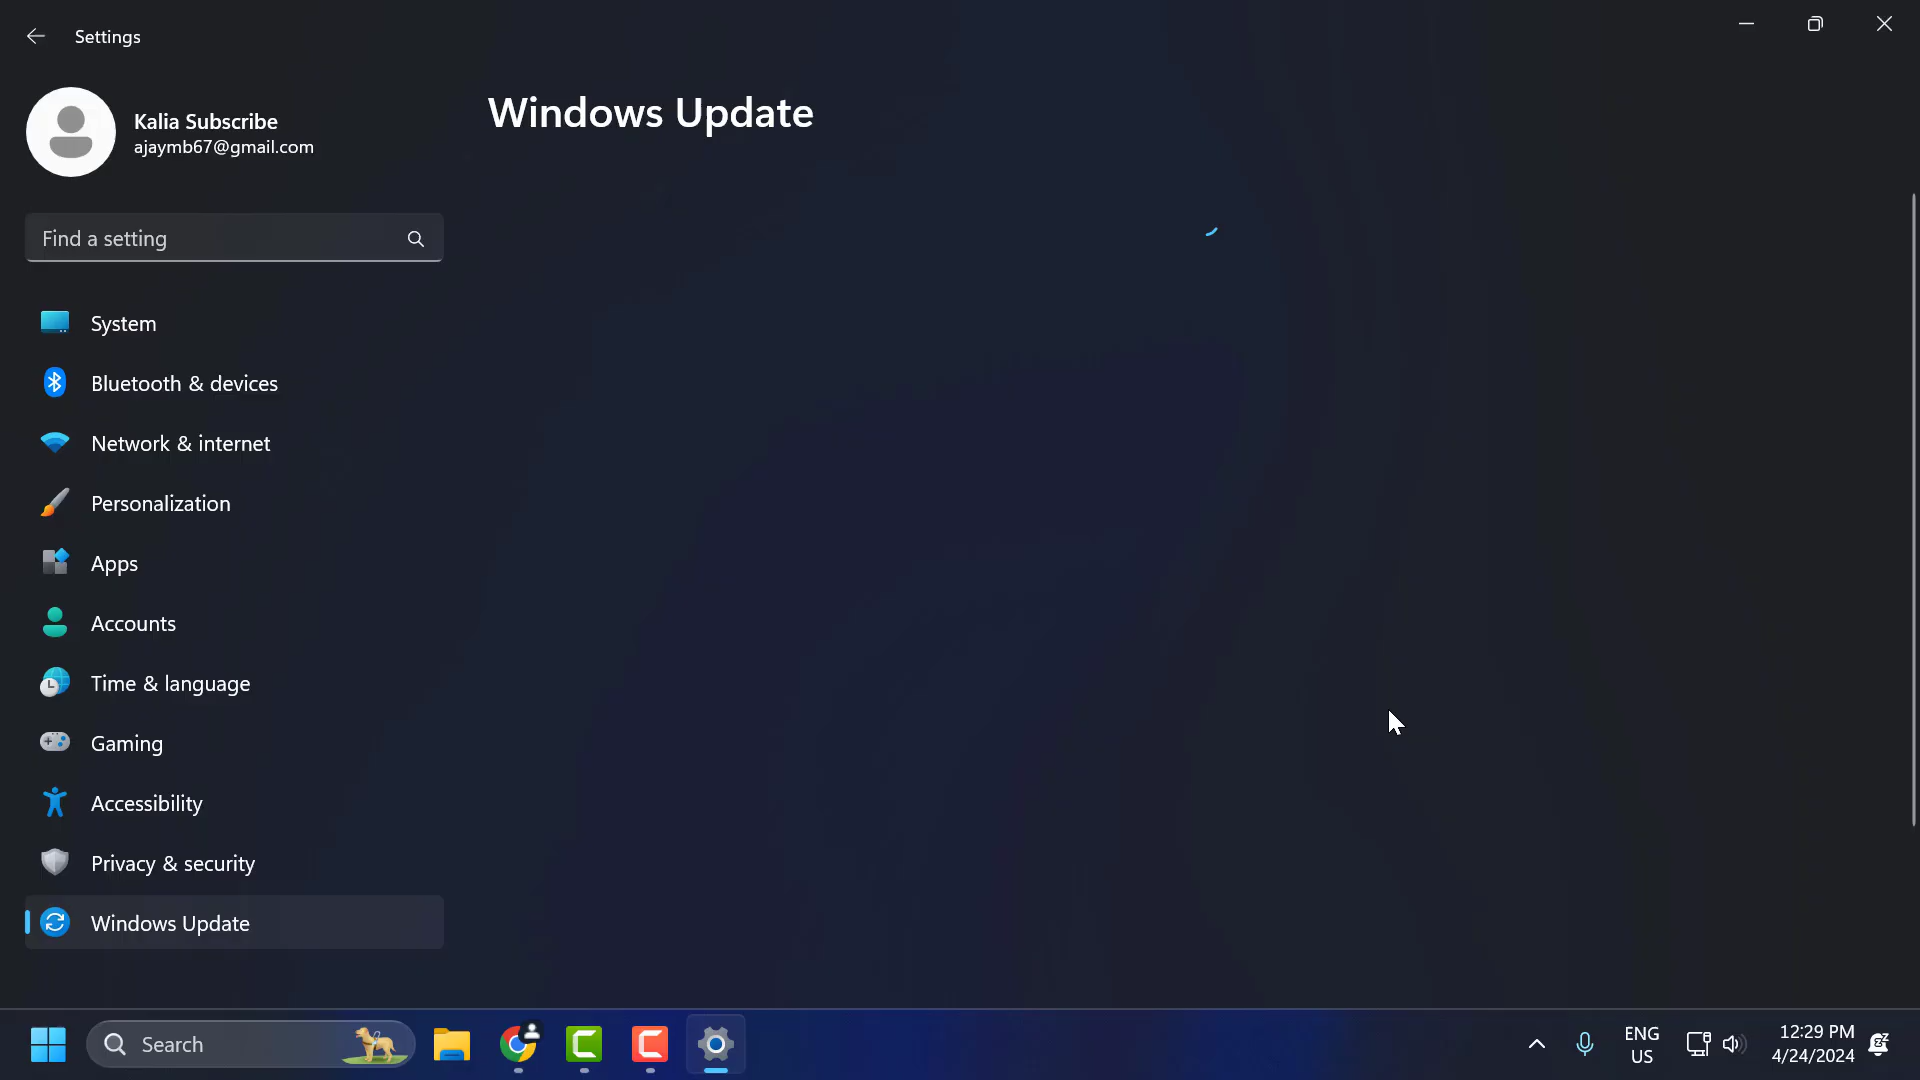 Settings
Kalia Subscribe
ajaymb67@gmail.com
Find a setting
System
Bluetooth & devices
Network & internet
Personalization
Apps
Accounts
Time & language
Gaming
Accessibility
Privacy & security
Windows Update
Windows Update
Search
ENG
US
12:29 PM
4/24/2024